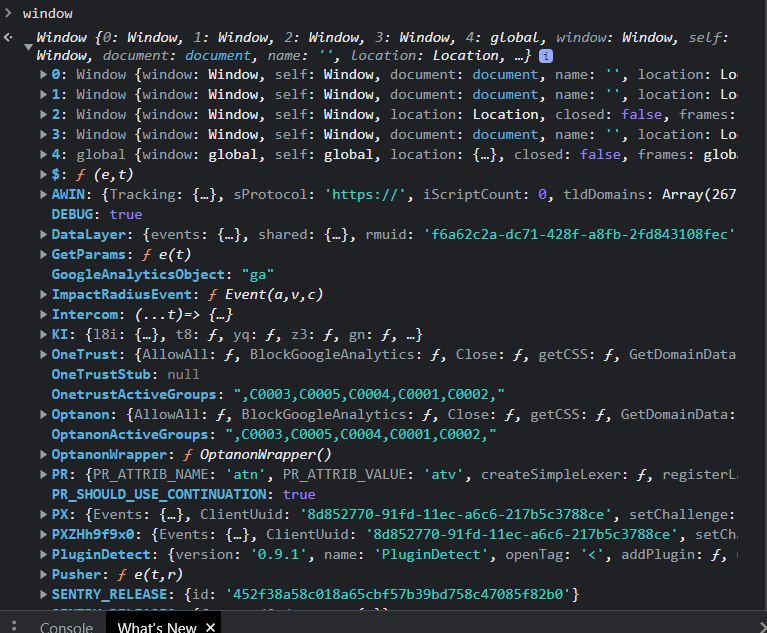 > window
Window {0: Window, 1: Window, 2: Window, 3: Window, 4: global, window: Window, self:
Window, document: document, name: '', location: Location, …} i
▶0: Window {window: Window, self: Window, document: document, name: '', location: Lo
▶1: Window {window: Window, self: Window, document: document, name: '', location: Lo
▶2: Window {window: Window, self: Window, location: Location, closed: false, frames:
▶3: Window {window: Window, self: Window, document: document, name: '', location: Lo
▶4: global {window: global, self: global, location: {…}, closed: false, frames: glob
▶$: ƒ (e,t)
▶AWIN: {Tracking: {…}, sProtocol: 'https://', iScriptCount: 0, tldDomains: Array(267
DEBUG: true
▶DataLayer: {events: {…}, shared: {…}, rmuid: 'f6a62c2a-dc71-428f-a8fb-2fd843108fec'
▶GetParams: ƒ e(t)
GoogleAnalyticsObject: "ga"
▶ImpactRadiusEvent: ƒ Event(a,v,c)
▶Intercom: (...t)=> {…}
▶KI: {l8i: {…}, t8: ƒ, yq: ƒ, z3: ƒ, gn: ƒ, …}
▶OneTrust: {AllowAll: ƒ, BlockGoogleAnalytics: ƒ, Close: ƒ, getCSS: ƒ, GetDomainData
OneTrustStub: null
OnetrustActiveGroups: ",C0003,C0005,C0004,C0001,C0002,"
▶Optanon: {AllowAll: ƒ, BlockGoogleAnalytics: ƒ, Close: ƒ, getCSS: ƒ, GetDomainData:
OptanonActiveGroups: ",C0003,C0005,C0004,C0001,C0002,"
▶OptanonWrapper: ƒ OptanonWrapper()
▶PR: {PR_ATTRIB_NAME: 'atn', PR_ATTRIB_VALUE: 'atv', createSimpleLexer: ƒ, registerL
PR_SHOULD_USE_CONTINUATION: true
▶PX: {Events: {…}, ClientUuid: '8d852770-91fd-11ec-a6c6-217b5c3788ce', setChallenge:
▶PXZHh9f9x0: {Events: {…}, ClientUuid: '8d852770-91fd-11ec-a6c6-217b5c3788ce', setCh
▶PluginDetect: {version: '0.9.1', name: 'PluginDetect', openTag: '<', addPlugin: ƒ,
▶Pusher: ƒ e(t,r)
▶SENTRY_RELEASE: {id: '452f38a58c018a65cbf57b39bd758c47085f82b0'}
Console What's New ×